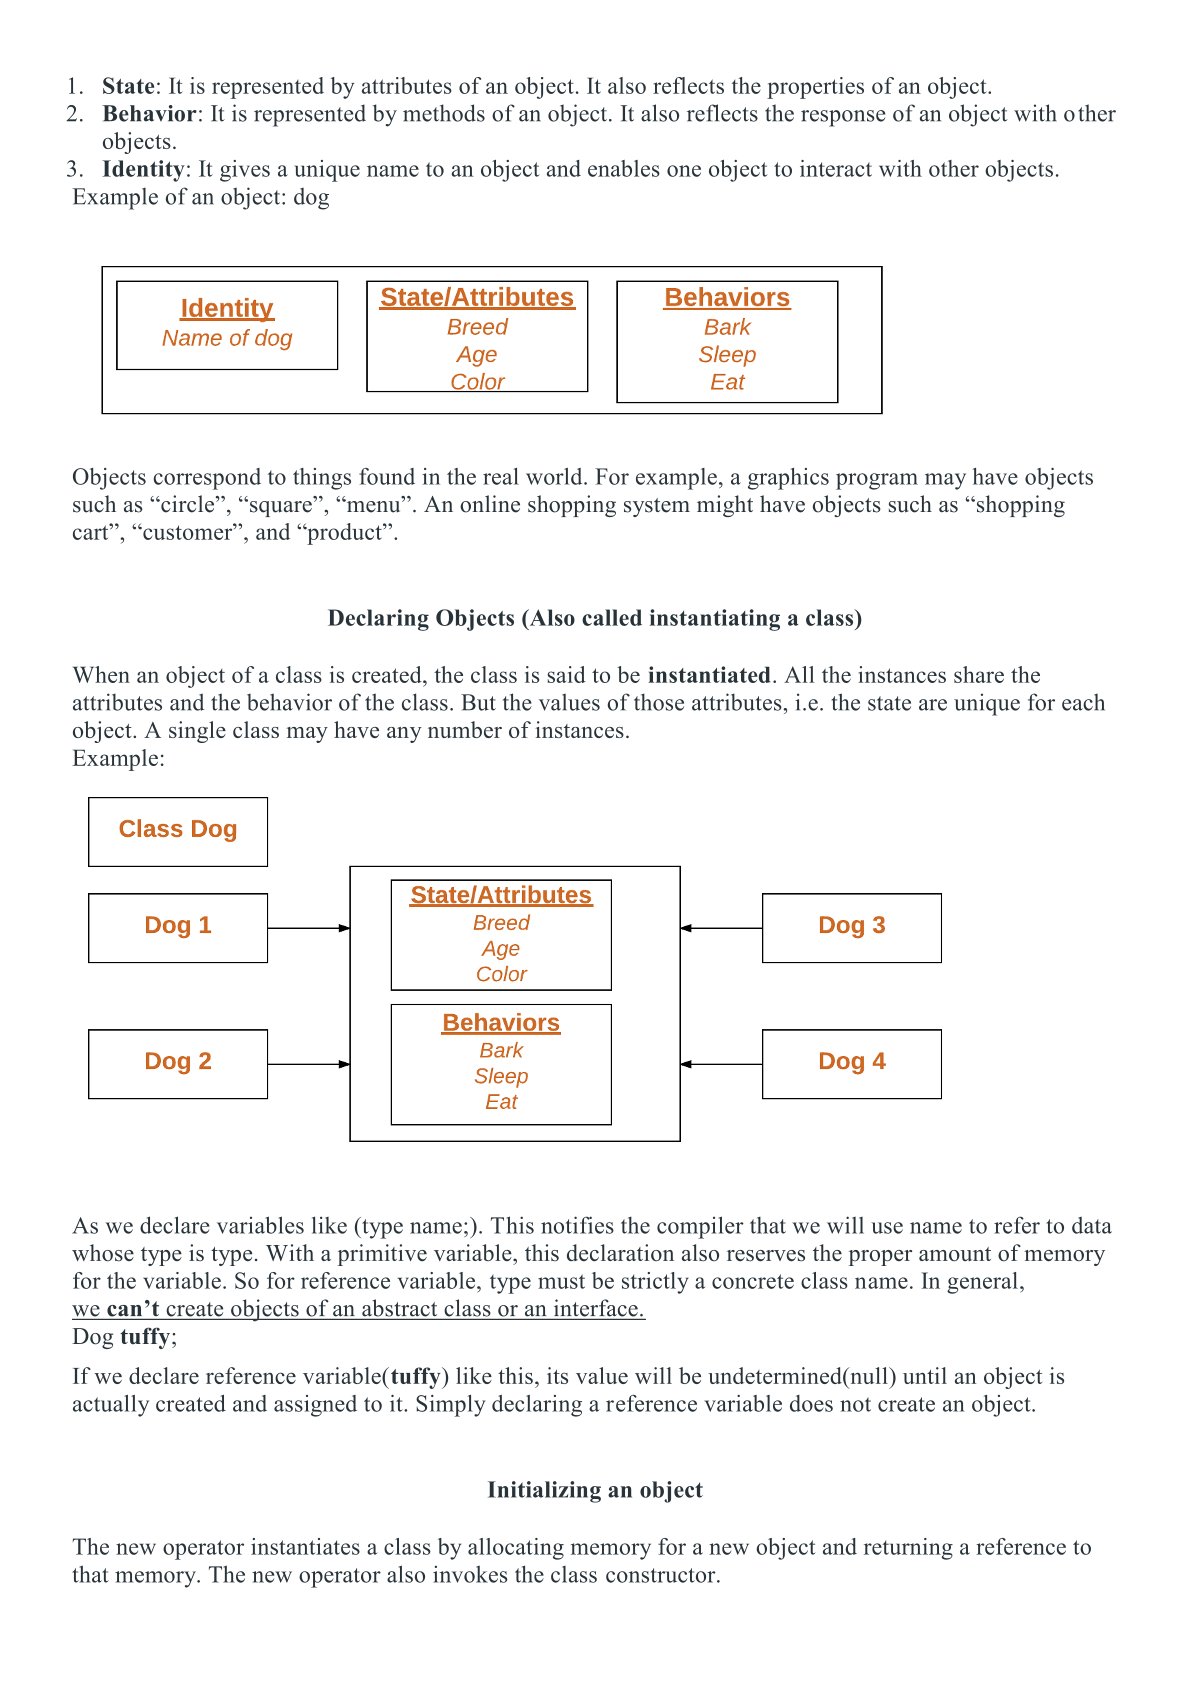 1. State: It is represented by attributes of an object. It also reflects the properties of an object.
2. Behavior: It is represented by methods of an object. It also reflects the response of an object with other
objects.
3. Identity: It gives a unique name to an object and enables one object to interact with other objects.
Example of an object: dog
Identity
Name of dog
State/Attributes
Breed
Age
Color
Behaviors
Bark
Sleep
Eat
Objects correspond to things found in the real world. For example, a graphics program may have objects
such as “circle”, “square”, “menu”. An online shopping system might have objects such as “shopping
cart”, “customer”, and “product”.
Declaring Objects (Also called instantiating a class)
When an object of a class is created, the class is said to be instantiated. All the instances share the
attributes and the behavior of the class. But the values of those attributes, i.e. the state are unique for each
object. A single class may have any number of instances.
Example:
Class Dog
Dog 1
Dog 2
State/Attributes
Breed
Age
Color
Behaviors
Bark
Sleep
Eat
Dog 3
Dog 4
As we declare variables like (type name;). This notifies the compiler that we will use name to refer to data
whose type is type. With a primitive variable, this declaration also reserves the proper amount of memory
for the variable. So for reference variable, type must be strictly a concrete class name. In general,
we can’t create objects of an abstract class or an interface.
Dog tuffy;
If we declare reference variable(tuffy) like this, its value will be undetermined(null) until an object is
actually created and assigned to it. Simply declaring a reference variable does not create an object.
Initializing an object
The new operator instantiates a class by allocating memory for a new object and returning a reference to
that memory. The new operator also invokes the class constructor.